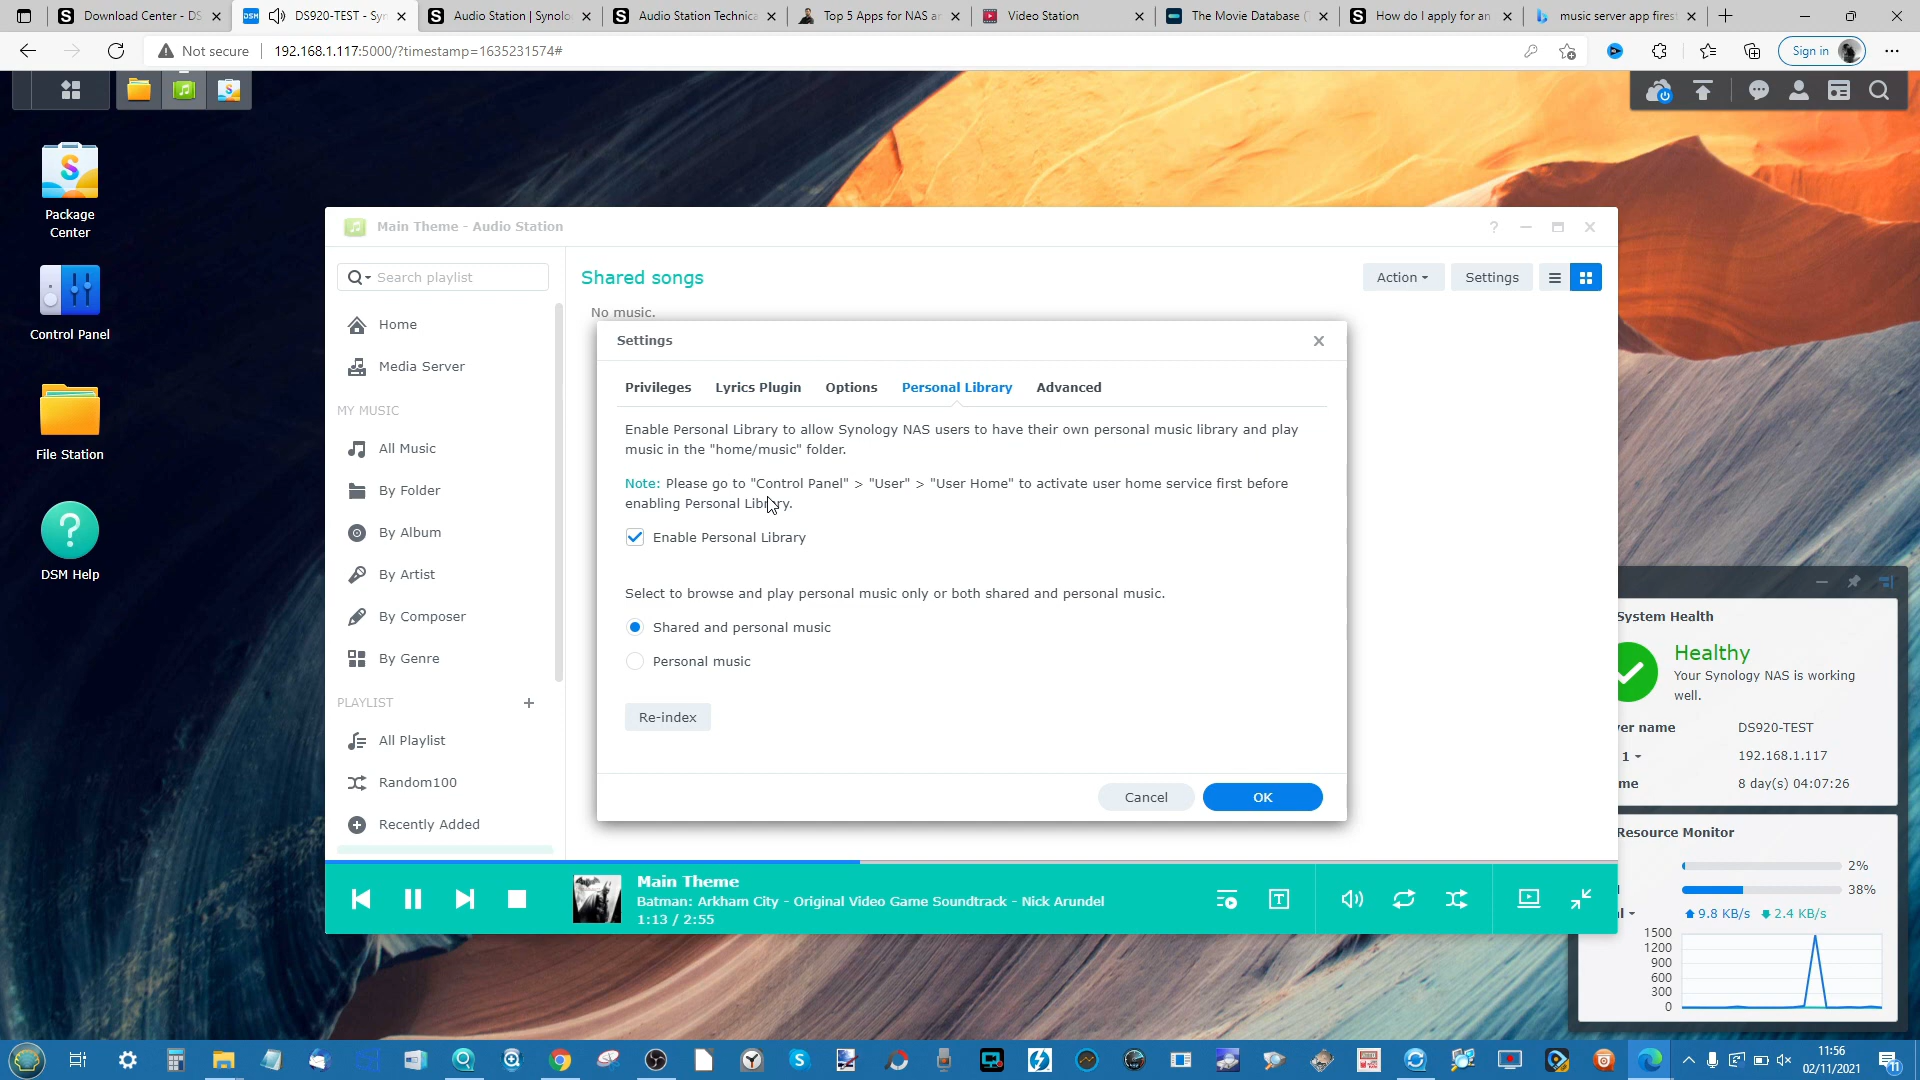 Download Center - DS
DS920-TEST - Syn
Audio Station | Synolo
Audio Station Technica
Top 5 Apps for NAS ar
Video Station
The Movie Database (
How do I apply for an
music server app fires
Not secure
192.168.1.117:5000/?timestamp=1635231574#
Sign in
Package
Center
Control Panel
File Station
DSM Help
Main Theme - Audio Station
Search playlist
Home
Media Server
MY MUSIC
All Music
By Folder
By Album
By Artist
By Composer
By Genre
PLAYLIST
All Playlist
Random100
Recently Added
Shared songs
Action
Settings
No music.
Settings
Privileges
Lyrics Plugin
Options
Personal Library
Advanced
Enable Personal Library to allow Synology NAS users to have their own personal music library and play
music in the "home/music" folder.
Note: Please go to "Control Panel" > "User" > "User Home" to activate user home service first before
enabling Personal Library.
Enable Personal Library
Select to browse and play personal music only or both shared and personal music.
Shared and personal music
Personal music
Re-index
Cancel
OK
Main Theme
Batman: Arkham City - Original Video Game Soundtrack - Nick Arundel
1:13 / 2:55
System Health
Healthy
Your Synology NAS is working
well.
ver name
DS920-TEST
1
192.168.1.117
me
8 day(s) 04:07:26
Resource Monitor
2%
38%
9.8 KB/s
2.4 KB/s
1500
1200
900
600
300
0
11:56
02/11/2021
11